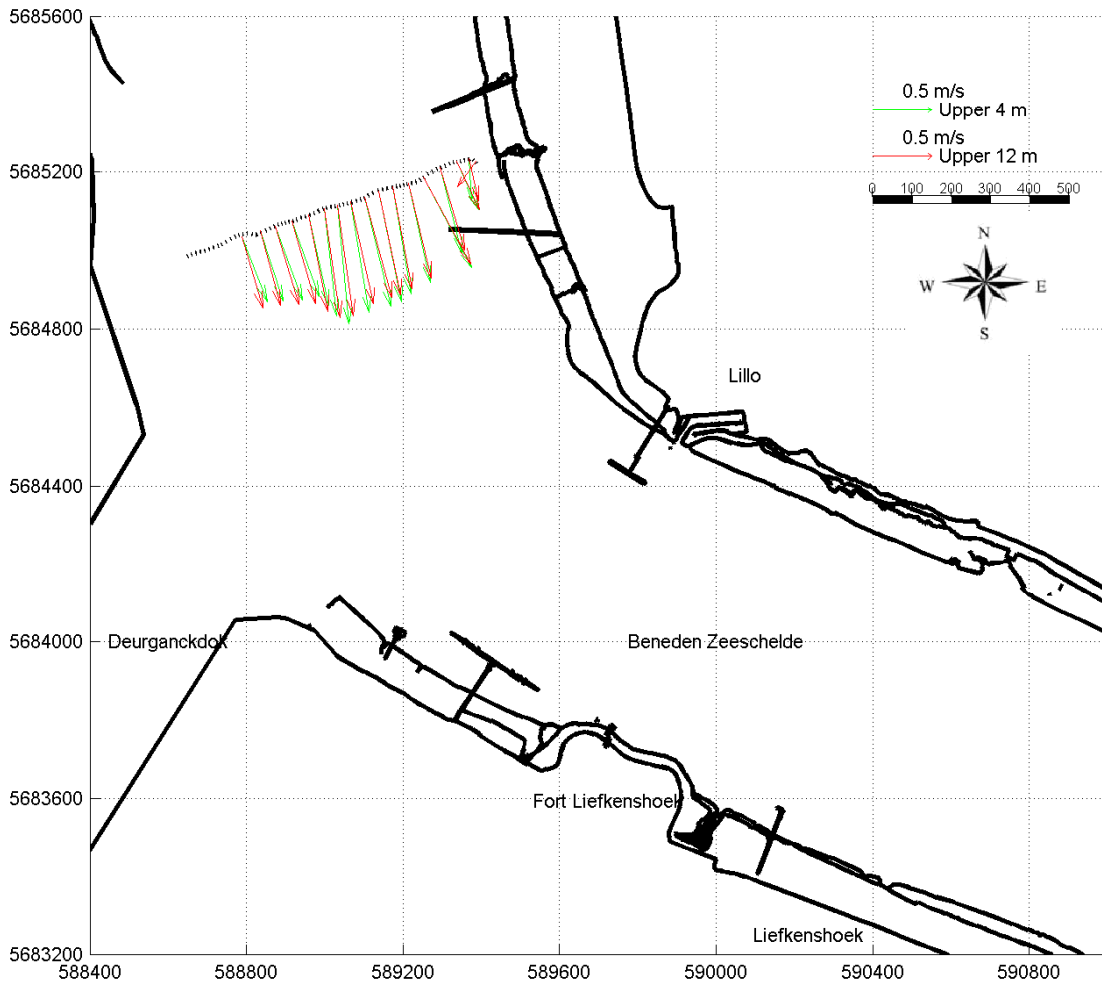 5685600
0.5 m/s
Upper 4 m
0.5 m/s
Upper 12 m
5685200
0 100 200 300 400 500
N
W E
S
5684800
Lillo
5684400
5684000
Deurganckdok
Beneden Zeeschelde
5683600
Fort Liefkenshoek
Liefkenshoek
5683200
588400 588800 589200 589600 590000 590400 590800